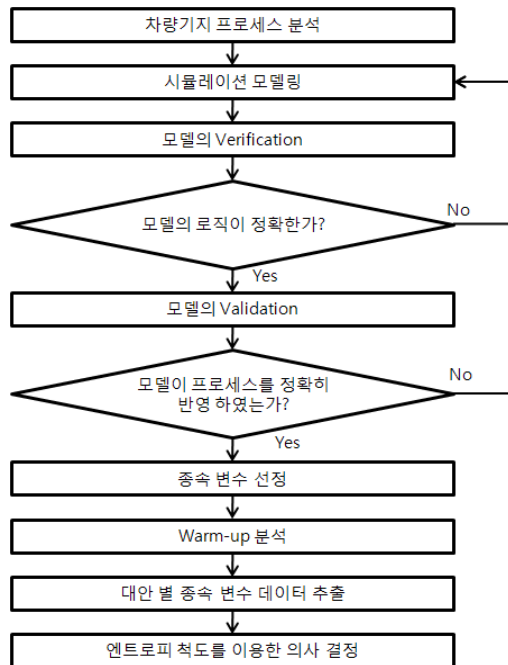 차량기지 프로세스 분석
시뮬레이션 모델링
모델의 Verification
모델의 로직이 정확한가?
No
Yes
모델의 Validation
모델이 프로세스를 정확히
반영 하였는가?
No
Yes
종속 변수 선정
Warm-up 분석
대안 별 종속 변수 데이터 추출
엔트로피 척도를 이용한 의사 결정